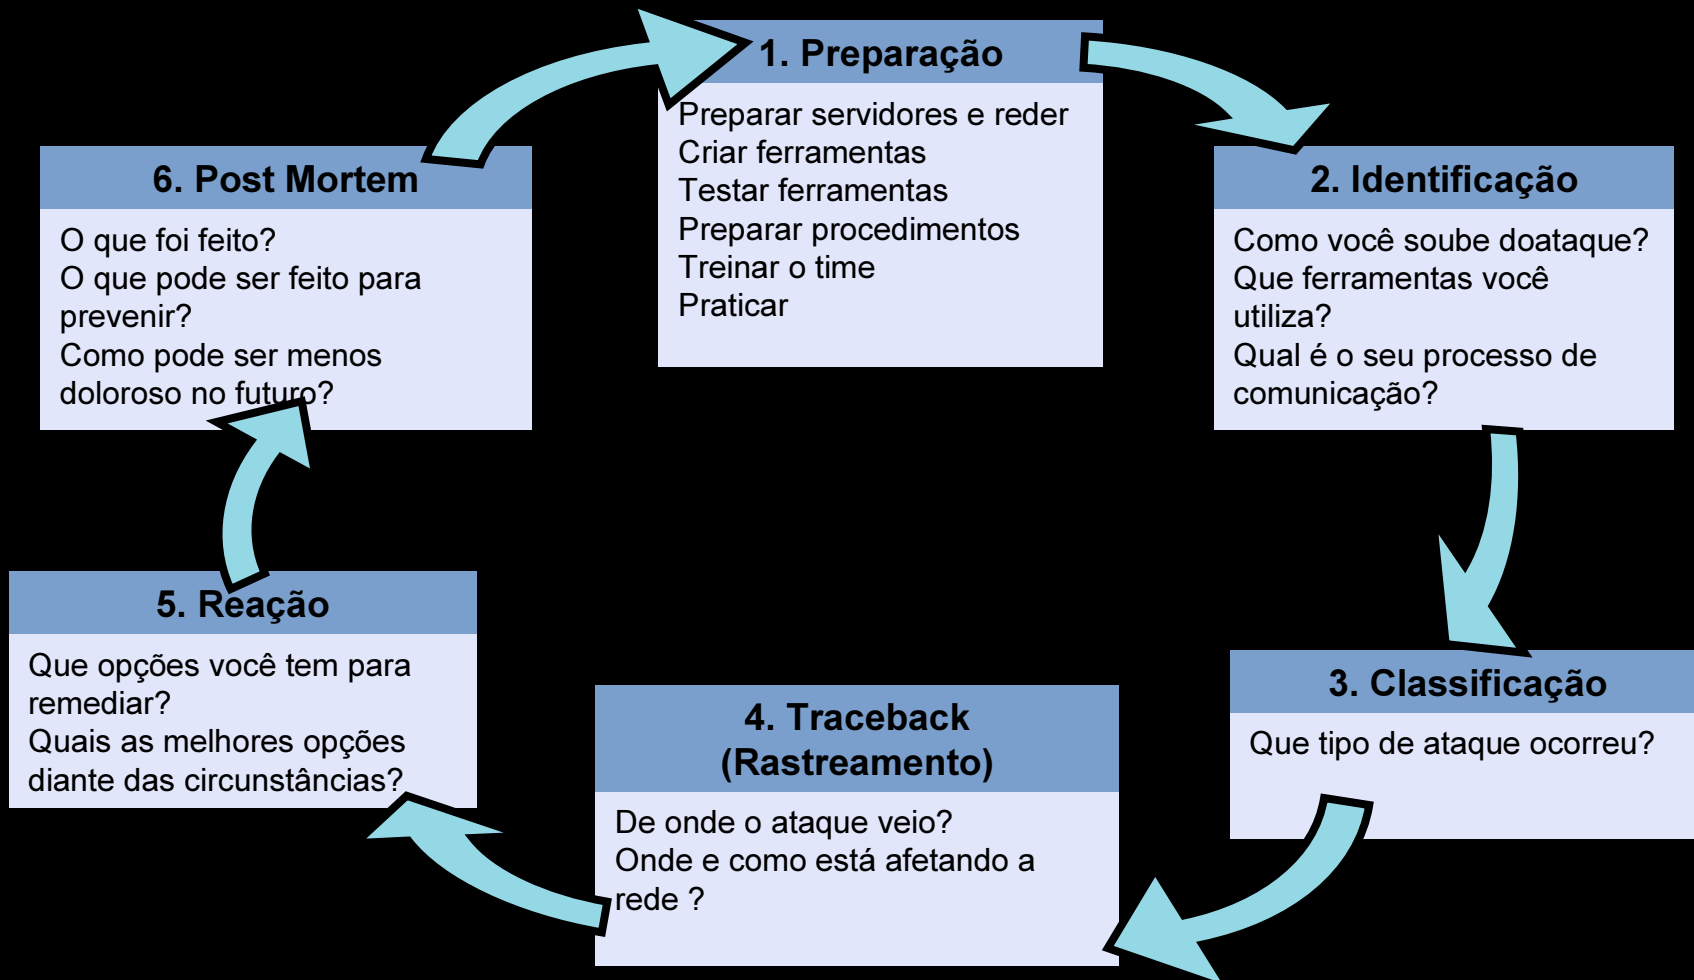 1. Preparação
Preparar servidores e reder
Criar ferramentas
Testar ferramentas
Preparar procedimentos
Treinar o time
Praticar
2. Identificação
Como você soube doataque?
Que ferramentas você
utiliza?
Qual é o seu processo de
comunicação?
3. Classificação
Que tipo de ataque ocorreu?
4. Traceback
(Rastreamento)
De onde o ataque veio?
Onde e como está afetando a
rede ?
5. Reação
Que opções você tem para
remediar?
Quais as melhores opções
diante das circunstâncias?
6. Post Mortem
O que foi feito?
O que pode ser feito para
prevenir?
Como pode ser menos
doloroso no futuro?